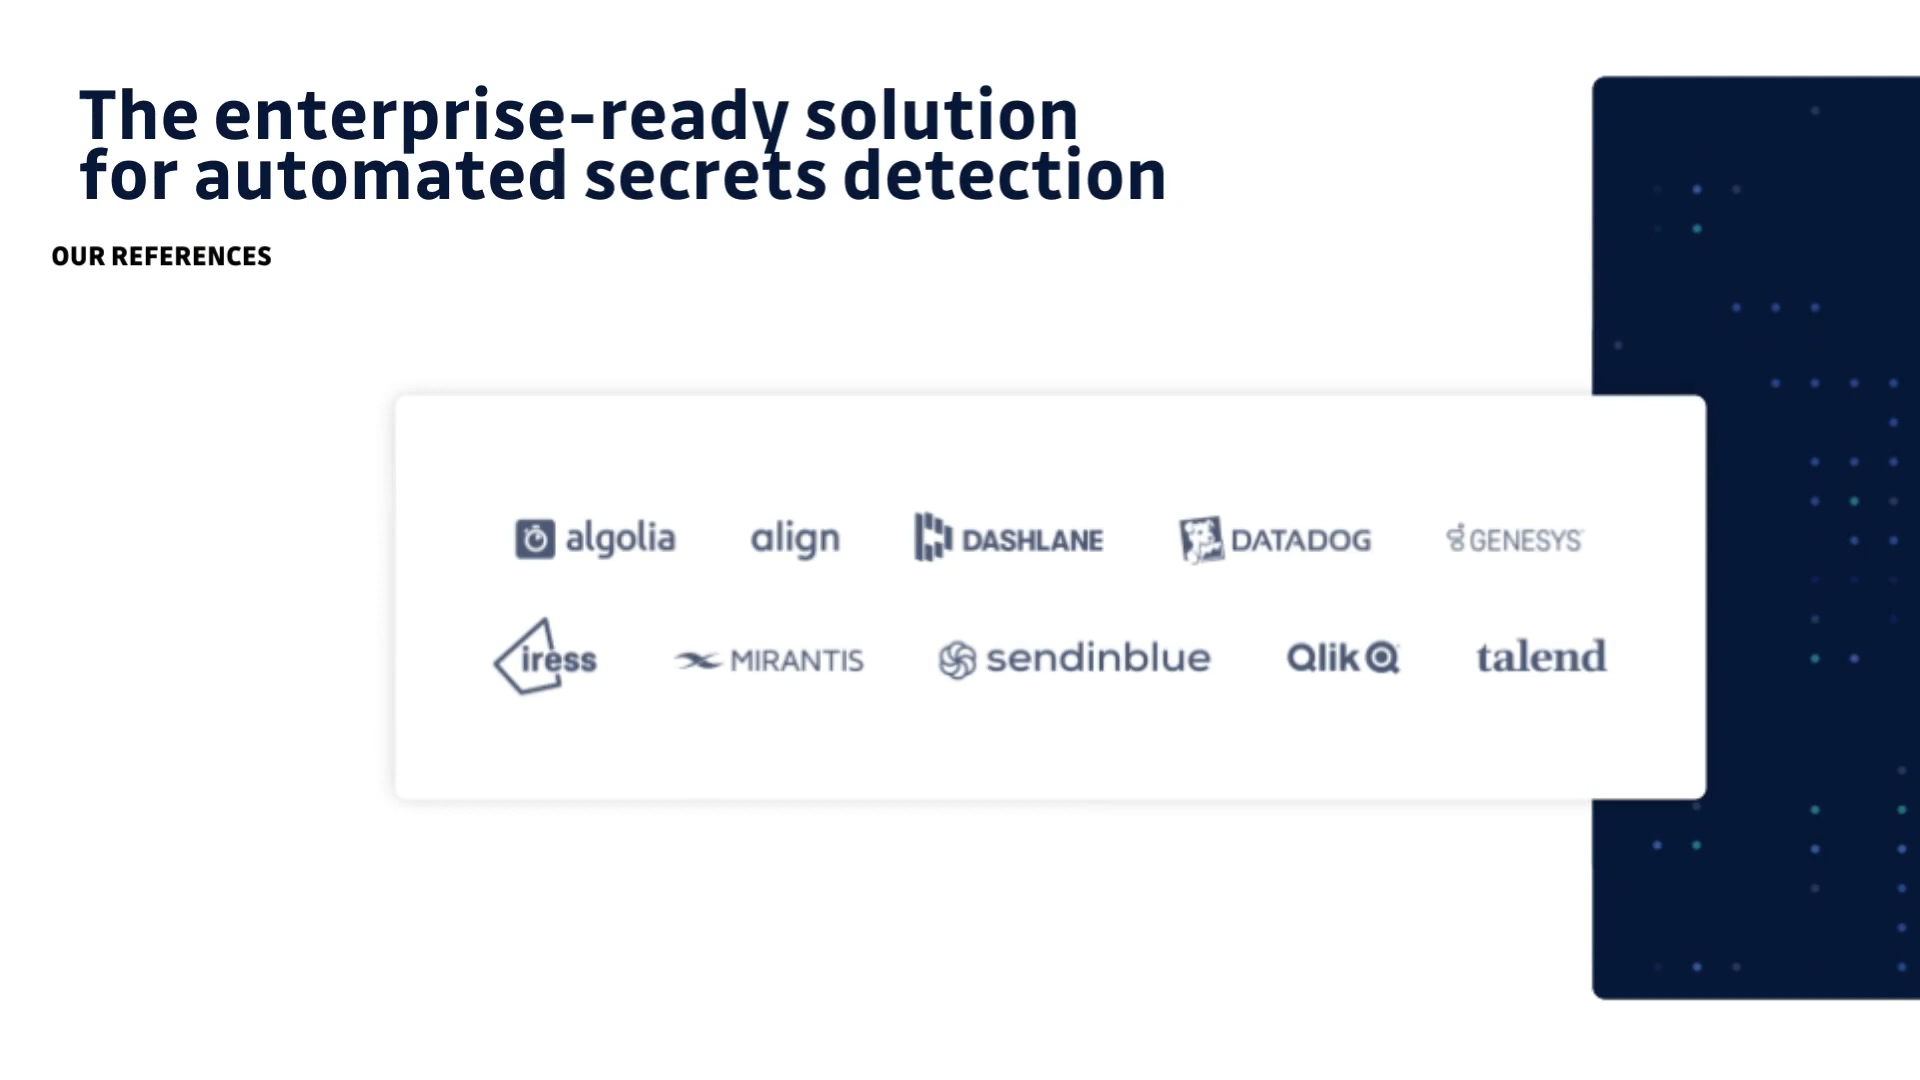 The enterprise-ready solution
for automated secrets detection
OUR REFERENCES
algolia align DASHLANE DATADOG GENESYS
iress MIRANTIS sendinblue Qlik Q talend